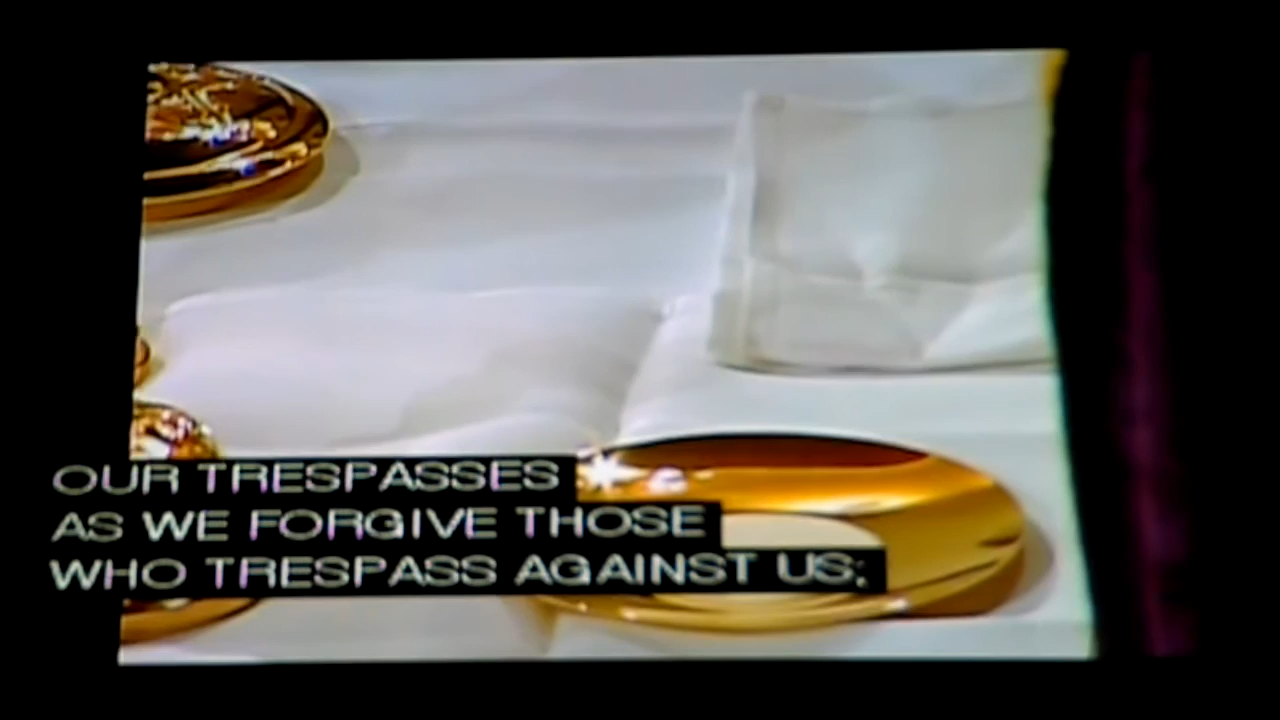 OUR TRESPASSES
AS WE FORGIVE THOSE
WHO TRESPASS AGAINST US;